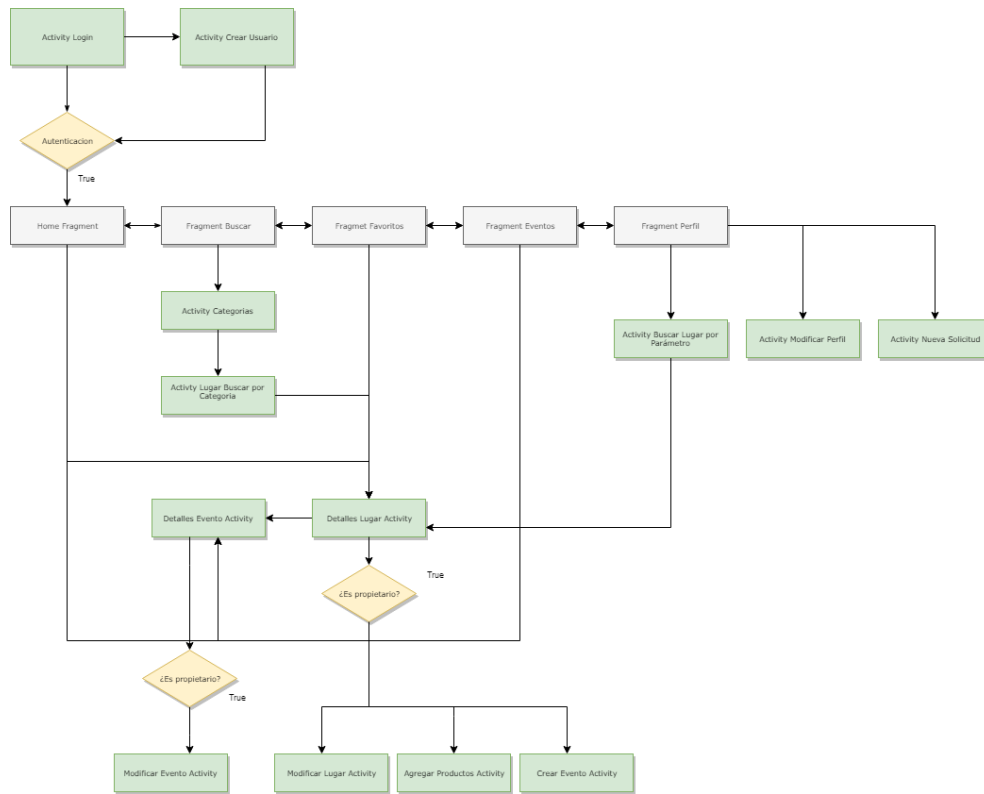 Activity Login
Activity Crear Usuario
Autenticacion
True
Home Fragment
Fragment Buscar
Fragmet Favoritos
Fragment Eventos
Fragment Perfil
Activity Categorias
Activity Buscar Lugar por
Parámetro
Activity Modificar Perfil
Activity Nueva Solicitud
Activty Lugar Buscar por
Categoria
Detalles Evento Activity
Detalles Lugar Activity
¿Es propietario?
True
¿Es propietario?
True
Modificar Evento Activity
Modificar Lugar Activity
Agregar Productos Activity
Crear Evento Activity